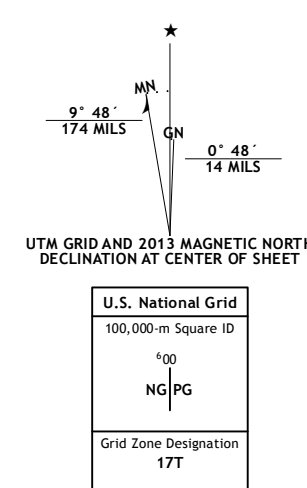 ★
MN
GN
9° 48´
174 MILS
0° 48´
14 MILS
UTM GRID AND 2013 MAGNETIC NORTH
DECLINATION AT CENTER OF SHEET
U.S. National Grid
100,000-m Square ID
⁶00
NG PG
Grid Zone Designation
17T